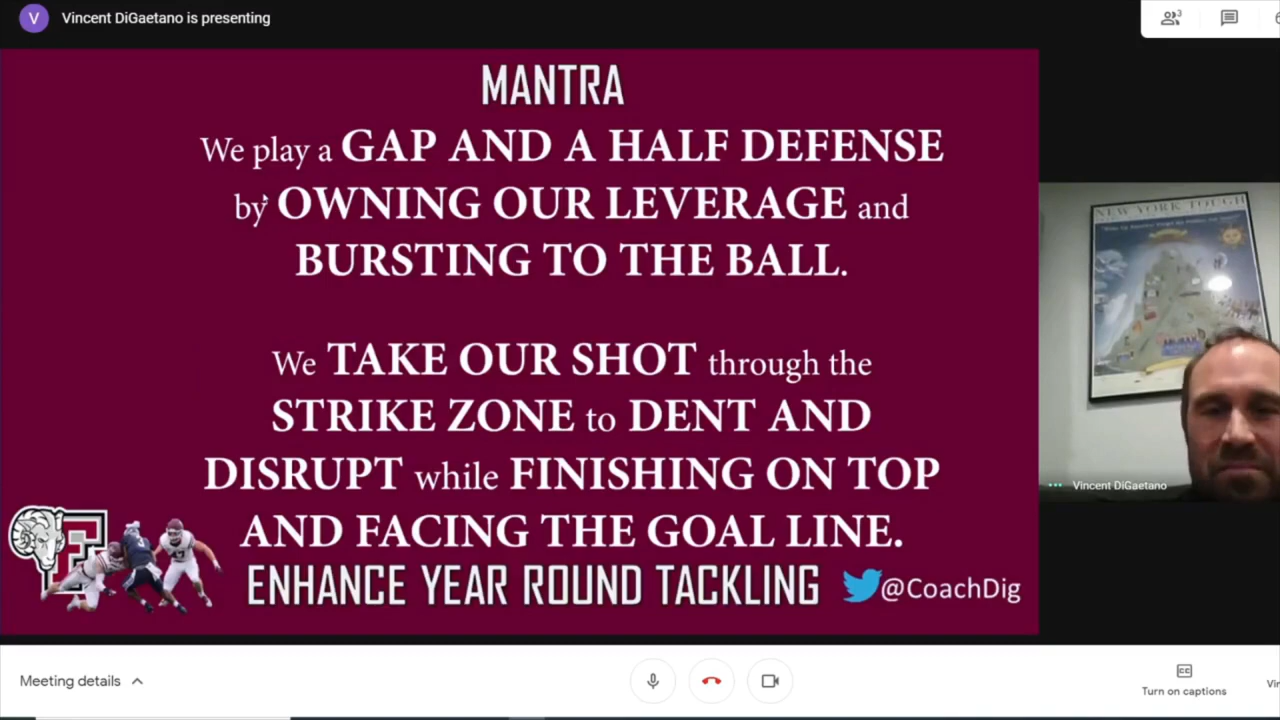 V Vincent DiGaetano is presenting
3
MANTRA
We play a GAP AND A HALF DEFENSE
by OWNING OUR LEVERAGE and
BURSTING TO THE BALL.
We TAKE OUR SHOT through the
STRIKE ZONE to DENT AND
DISRUPT while FINISHING ON TOP
AND FACING THE GOAL LINE.
ENHANCE YEAR ROUND TACKLING @CoachDig
NEW YORK TOUGH
Vincent DiGaetano
Meeting details
CC
Turn on captions